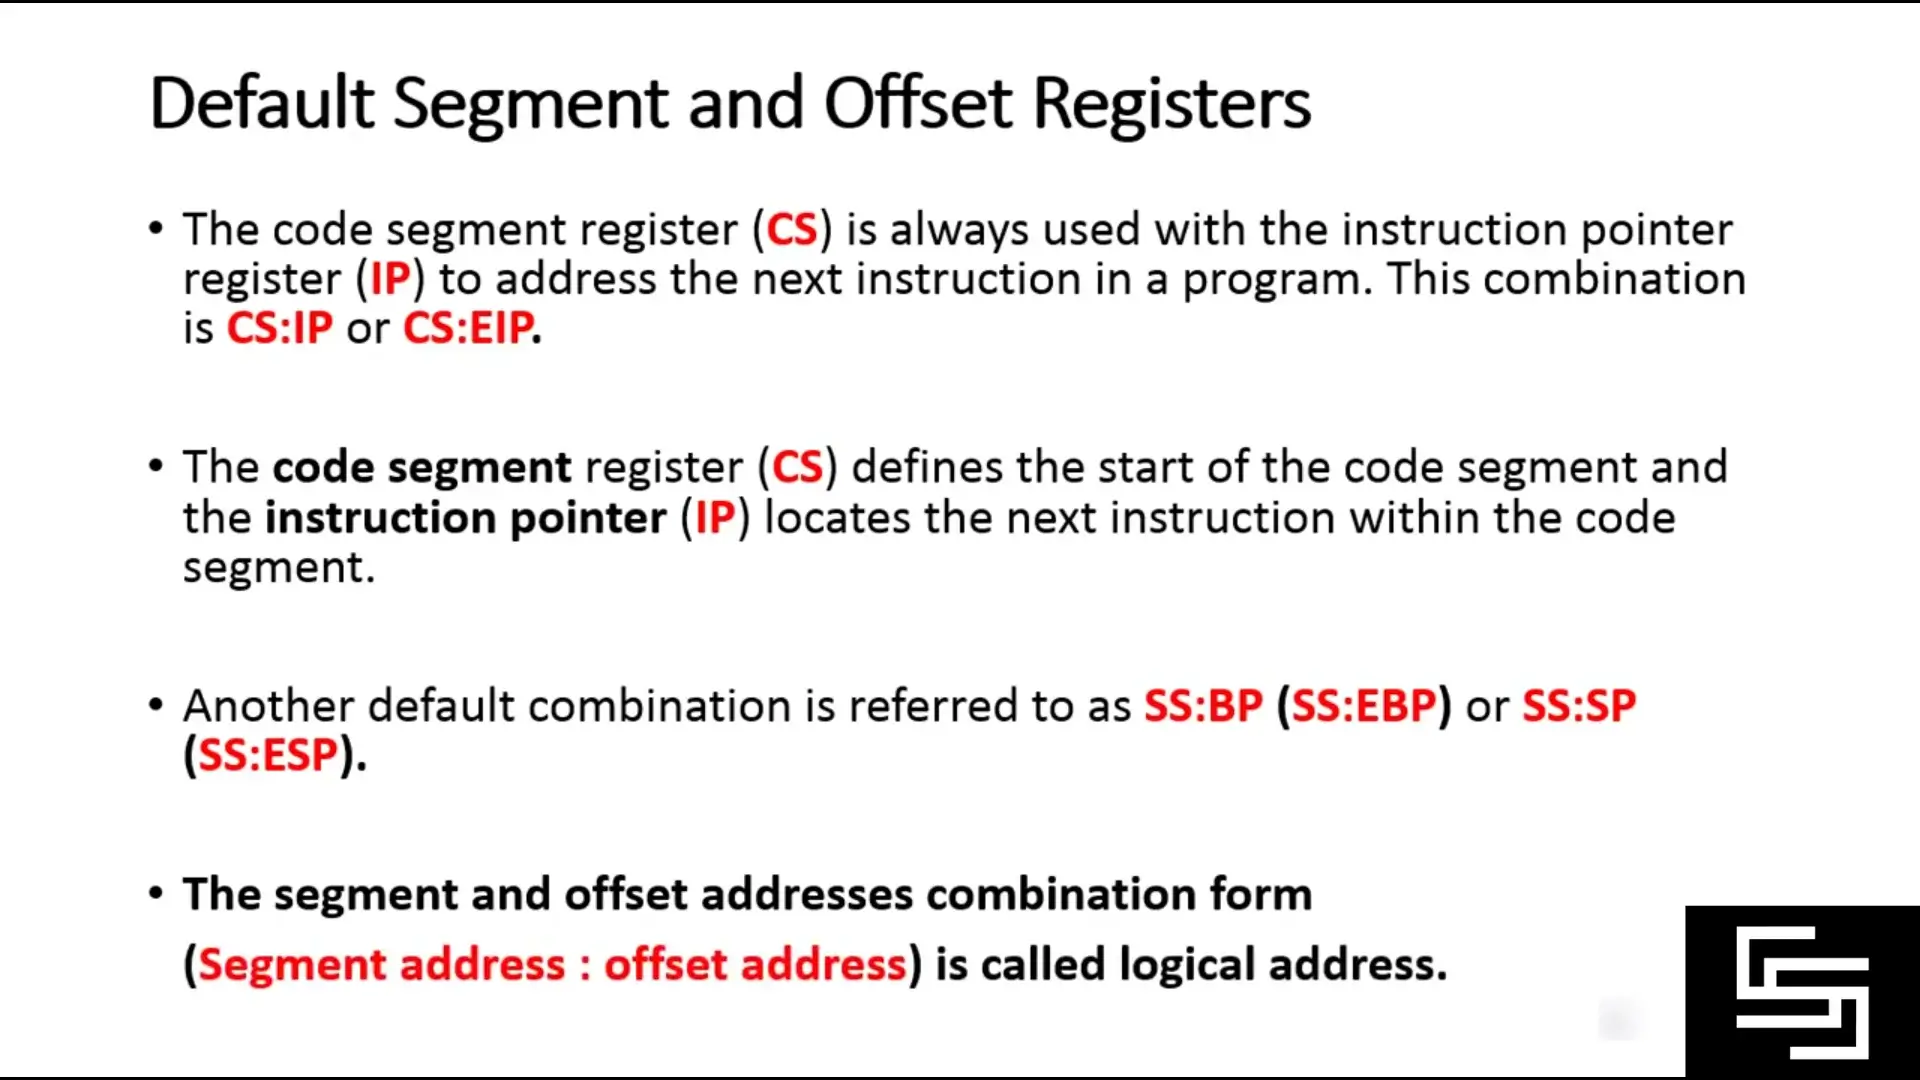 Default Segment and Offset Registers
• The code segment register (CS) is always used with the instruction pointer
register (IP) to address the next instruction in a program. This combination
is CS:IP or CS:EIP.
• The code segment register (CS) defines the start of the code segment and
the instruction pointer (IP) locates the next instruction within the code
segment.
• Another default combination is referred to as SS:BP (SS:EBP) or SS:SP
(SS:ESP).
• The segment and offset addresses combination form
(Segment address : offset address) is called logical address.